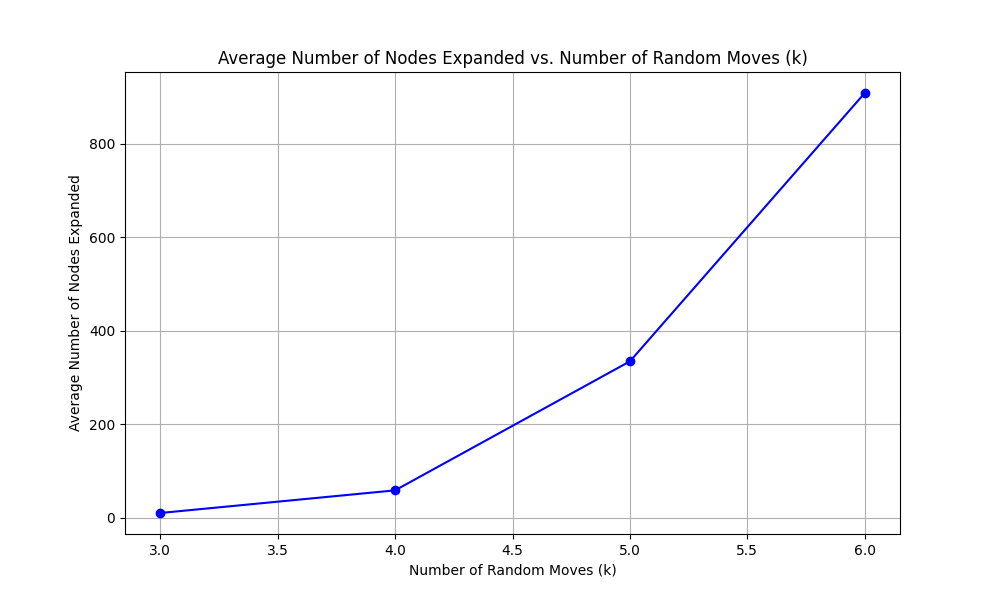 Average Number of Nodes Expanded vs. Number of Random Moves (k)
Average Number of Nodes Expanded
800
600
400
200
0
3.0 3.5 4.0 4.5 5.0 5.5 6.0
Number of Random Moves (k)